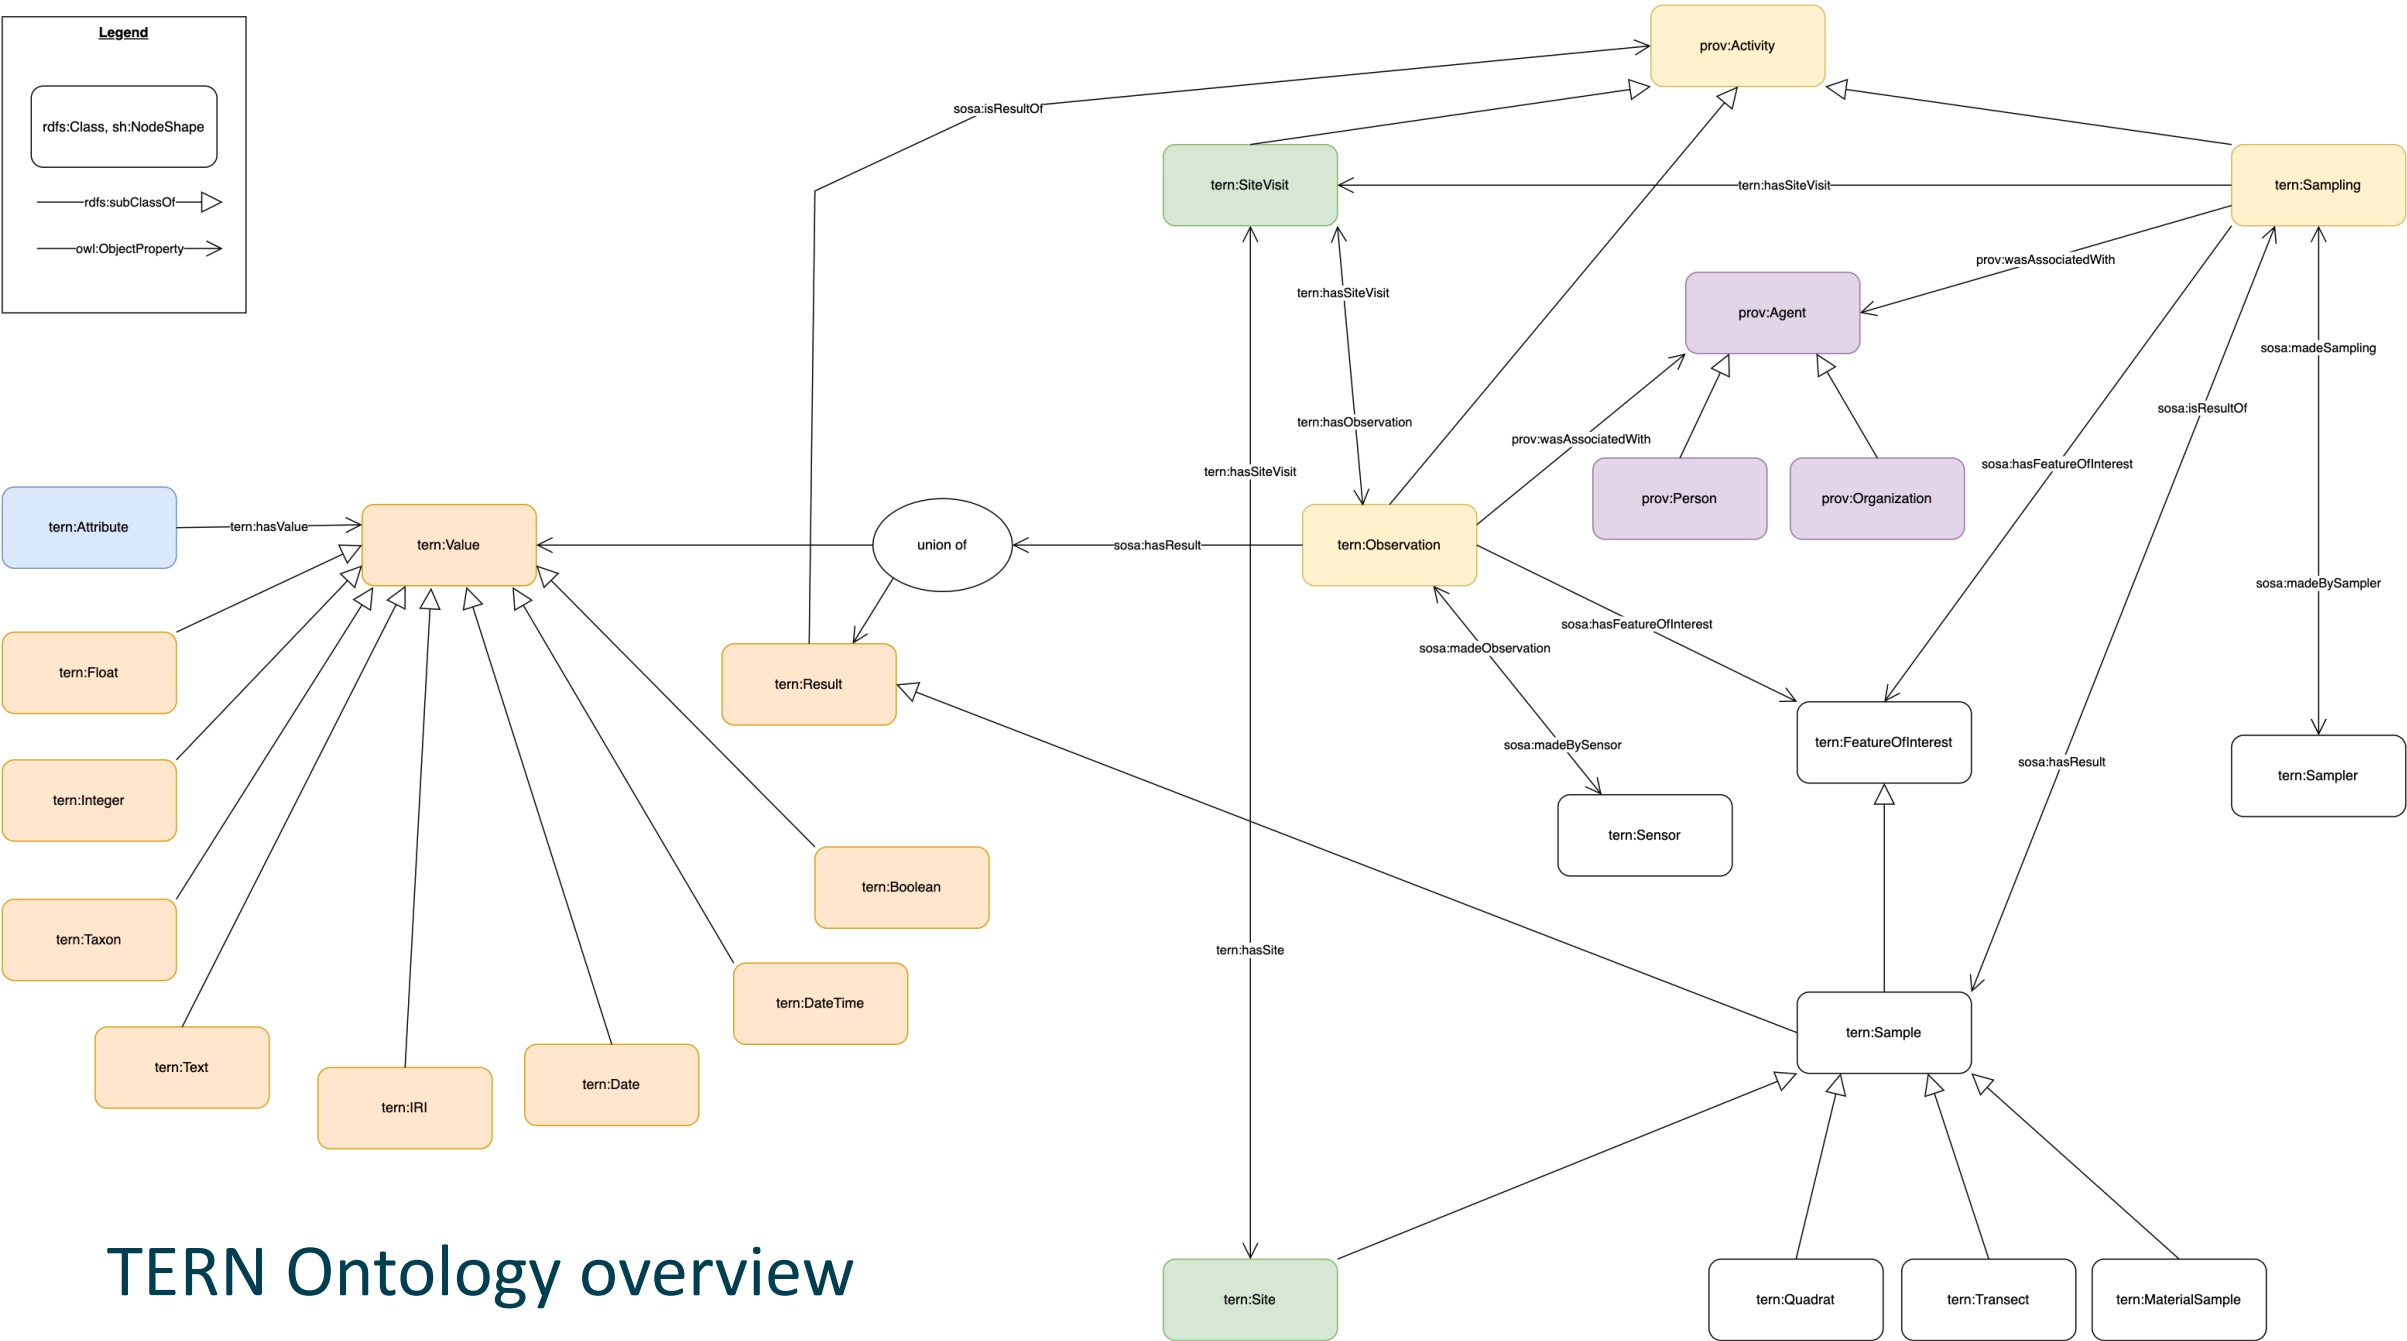 Legend
rdfs:Class, sh:NodeShape
rdfs:subClassOf
owl:ObjectProperty
prov:Activity
sosa:isResultOf
tern:SiteVisit
tern:hasSiteVisit
tern:Sampling
prov:wasAssociatedWith
tern:hasSiteVisit
prov:Agent
sosa:madeSampling
sosa:isResultOf
tern:hasObservation
prov:wasAssociatedWith
sosa:hasFeatureOfInterest
tern:hasSiteVisit
prov:Person
prov:Organization
tern:Attribute
tern:hasValue
tern:Value
union of
sosa:hasResult
tern:Observation
sosa:madeBySampler
sosa:hasFeatureOfInterest
sosa:madeObservation
tern:Float
tern:Result
sosa:madeBySensor
tern:FeatureOfInterest
sosa:hasResult
tern:Sampler
tern:Integer
tern:Sensor
tern:Boolean
tern:Taxon
tern:hasSite
tern:DateTime
tern:Sample
tern:Text
tern:Date
tern:IRI
TERN Ontology overview
tern:Site
tern:Quadrat
tern:Transect
tern:MaterialSample